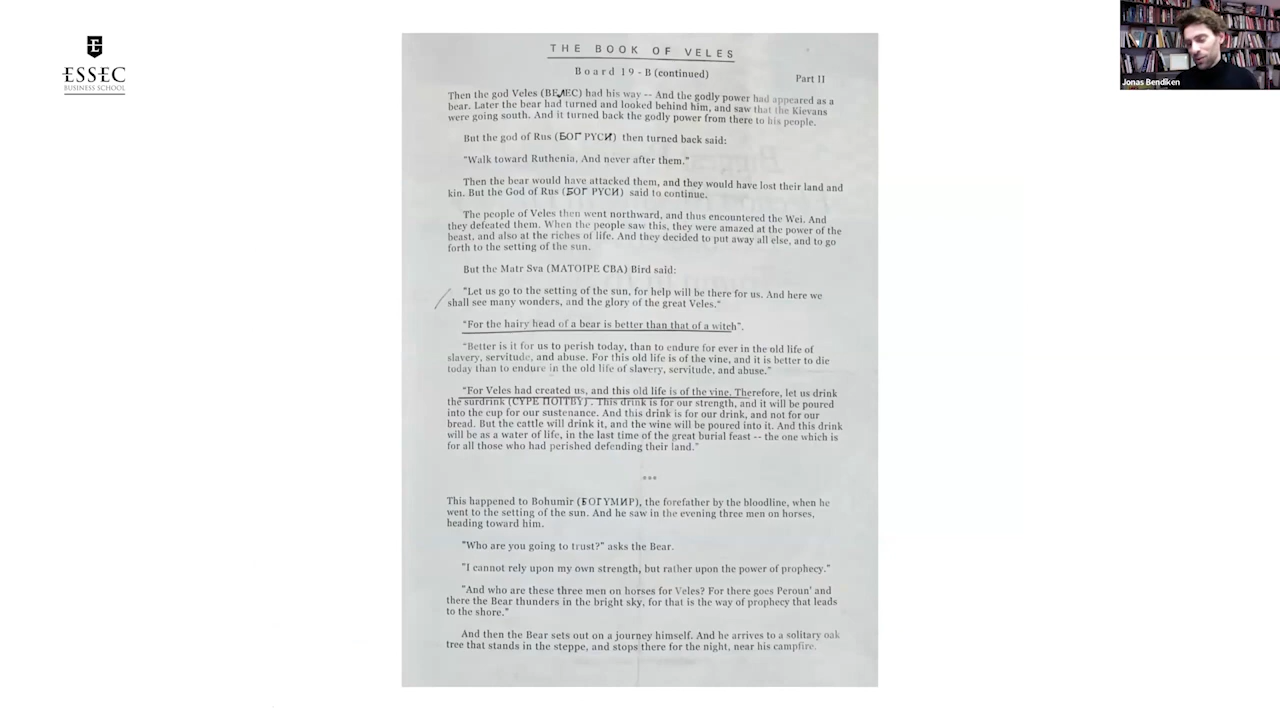 ESSEC
BUSINESS SCHOOL
THE BOOK OF VELES
Board 19 - B (continued)
Part II
Then the god Veles (ВЕЛЕС) had his way -- And the godly power had appeared as a
bear. Later the bear had turned and looked behind him, and saw that the Kievans
were going south. And it turned back the godly power from there to his people.
But the god of Rus (БОГ РУСИ) then turned back said:
"Walk toward Ruthenia, And never after them."
Then the bear would have attacked them, and they would have lost their land and
kin. But the God of Rus (БОГ РУСИ) said to continue.
The people of Veles then went northward, and thus encountered the Wei. And
they defeated them. When the people saw this, they were amazed at the power of the
beast, and also at the riches of life. And they decided to put away all else, and to go
forth to the setting of the sun.
But the Matr Sva (МАТОІРЕ СВА) Bird said:
"Let us go to the setting of the sun, for help will be there for us. And here we
shall see many wonders, and the glory of the great Veles."
"For the hairy head of a bear is better than that of a witch".
"Better is it for us to perish today, than to endure for ever in the old life of
slavery, servitude, and abuse. For this old life is of the vine, and it is better to die
today than to endure in the old life of slavery, servitude, and abuse."
"For Veles had created us, and this old life is of the vine. Therefore, let us drink
the surdrink (СУРЕ ПОІТВУ). This drink is for our strength, and it will be poured
into the cup for our sustenance. And this drink is for our drink, and not for our
bread. But the cattle will drink it, and the wine will be poured into it. And this drink
will be as a water of life, in the last time of the great burial feast -- the one which is
for all those who had perished defending their land."
***
This happened to Bohumir (БОГУМИР), the forefather by the bloodline, when he
went to the setting of the sun. And he saw in the evening three men on horses,
heading toward him.
"Who are you going to trust?" asks the Bear.
"I cannot rely upon my own strength, but rather upon the power of prophecy."
"And who are these three men on horses for Veles? For there goes Peroun' and
there the Bear thunders in the bright sky, for that is the way of prophecy that leads
to the shore."
And then the Bear sets out on a journey himself. And he arrives to a solitary oak
tree that stands in the steppe, and stops there for the night, near his campfire.
Jonas Bendiken